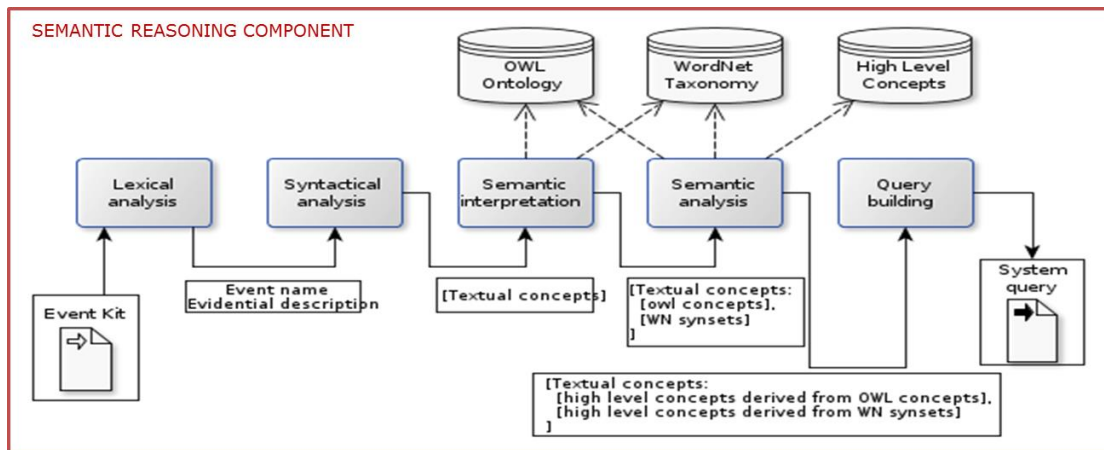 SEMANTIC REASONING COMPONENT
OWL
Ontology
WordNet
Taxonomy
High Level
Concepts
Lexical
analysis
Syntactical
analysis
Semantic
interpretation
Semantic
analysis
Query
building
Event Kit
Event name
Evidential description
[Textual concepts]
[Textual concepts:
[owl concepts],
[WN synsets]
]
System
query
[Textual concepts:
[high level concepts derived from OWL concepts],
[high level concepts derived from WN synsets]
]